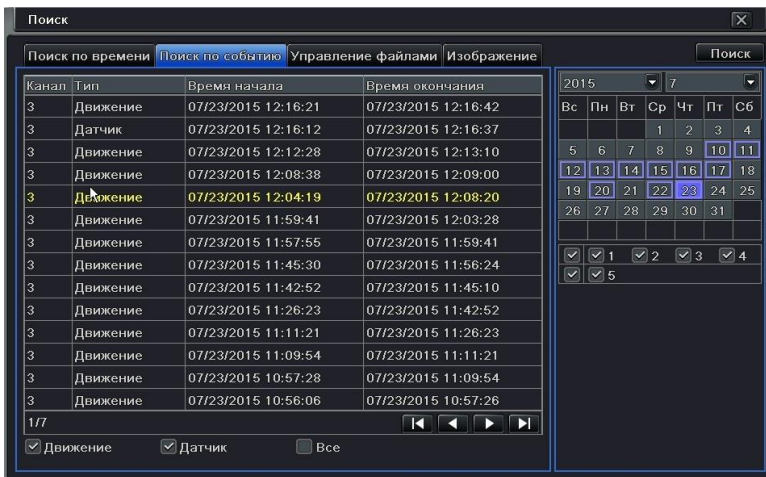 Поиск
Поиск по времени Поиск по событию Управление файлами Изображение Поиск
Канал Тип Время начала Время окончания
3 Движение 07/23/2015 12:16:21 07/23/2015 12:16:42
3 Датчик 07/23/2015 12:16:12 07/23/2015 12:16:37
3 Движение 07/23/2015 12:12:28 07/23/2015 12:13:10
3 Движение 07/23/2015 12:08:38 07/23/2015 12:09:00
3 Движение 07/23/2015 12:04:19 07/23/2015 12:08:20
3 Движение 07/23/2015 11:59:41 07/23/2015 12:03:28
3 Движение 07/23/2015 11:57:55 07/23/2015 11:59:41
3 Движение 07/23/2015 11:45:30 07/23/2015 11:56:24
3 Движение 07/23/2015 11:42:52 07/23/2015 11:45:10
3 Движение 07/23/2015 11:26:23 07/23/2015 11:42:52
3 Движение 07/23/2015 11:11:21 07/23/2015 11:26:23
3 Движение 07/23/2015 11:09:54 07/23/2015 11:11:21
3 Движение 07/23/2015 10:57:28 07/23/2015 11:09:54
3 Движение 07/23/2015 10:56:06 07/23/2015 10:57:26
1/7
Движение Датчик Все
2015 7
Вс Пн Вт Ср Чт Пт Сб
1 2 3 4
5 6 7 8 9 10 11
12 13 14 15 16 17 18
19 20 21 22 23 24 25
26 27 28 29 30 31
1 2 3 4
5